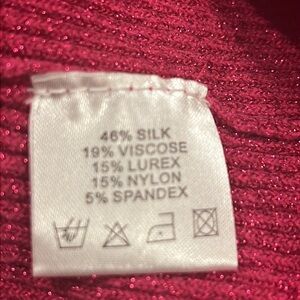 46% SILK
19% VISCOSE
15% LUREX
15% NYLON
5% SPANDEX